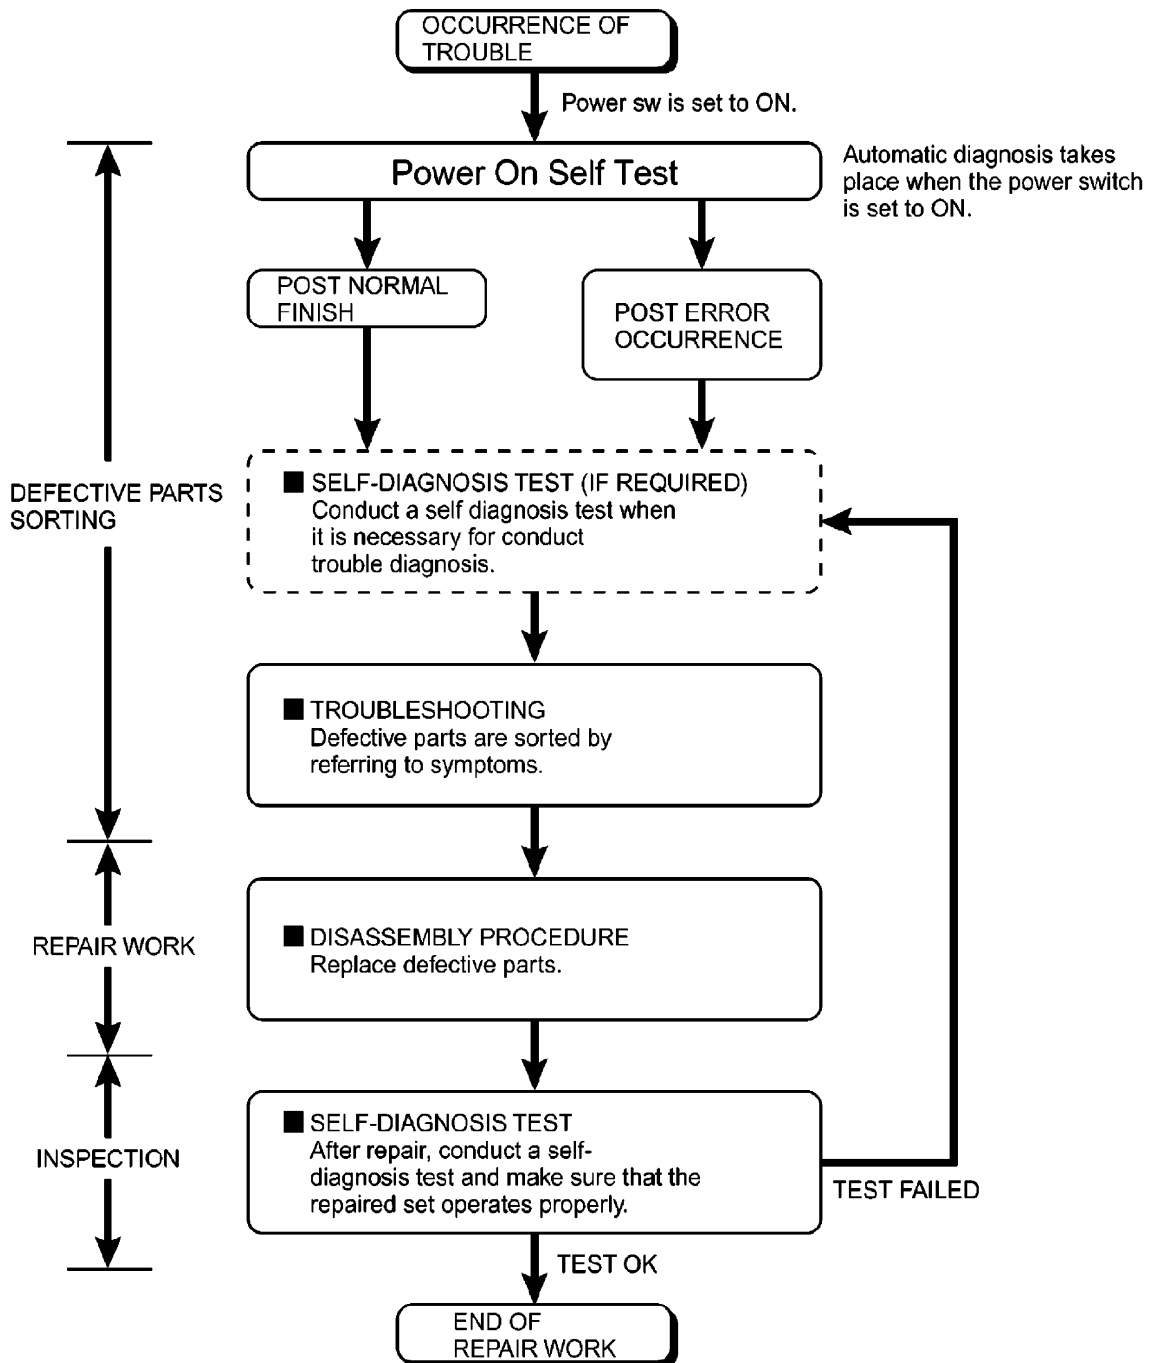 OCCURRENCE OF
TROUBLE
Power sw is set to ON.
Power On Self Test
Automatic diagnosis takes
place when the power switch
is set to ON.
POST NORMAL
FINISH
POST ERROR
OCCURRENCE
DEFECTIVE PARTS
SORTING
■ SELF-DIAGNOSIS TEST (IF REQUIRED)
Conduct a self diagnosis test when
it is necessary for conduct
trouble diagnosis.
■ TROUBLESHOOTING
Defective parts are sorted by
referring to symptoms.
REPAIR WORK
■ DISASSEMBLY PROCEDURE
Replace defective parts.
INSPECTION
■ SELF-DIAGNOSIS TEST
After repair, conduct a self-
diagnosis test and make sure that the
repaired set operates properly.
TEST FAILED
TEST OK
END OF
REPAIR WORK